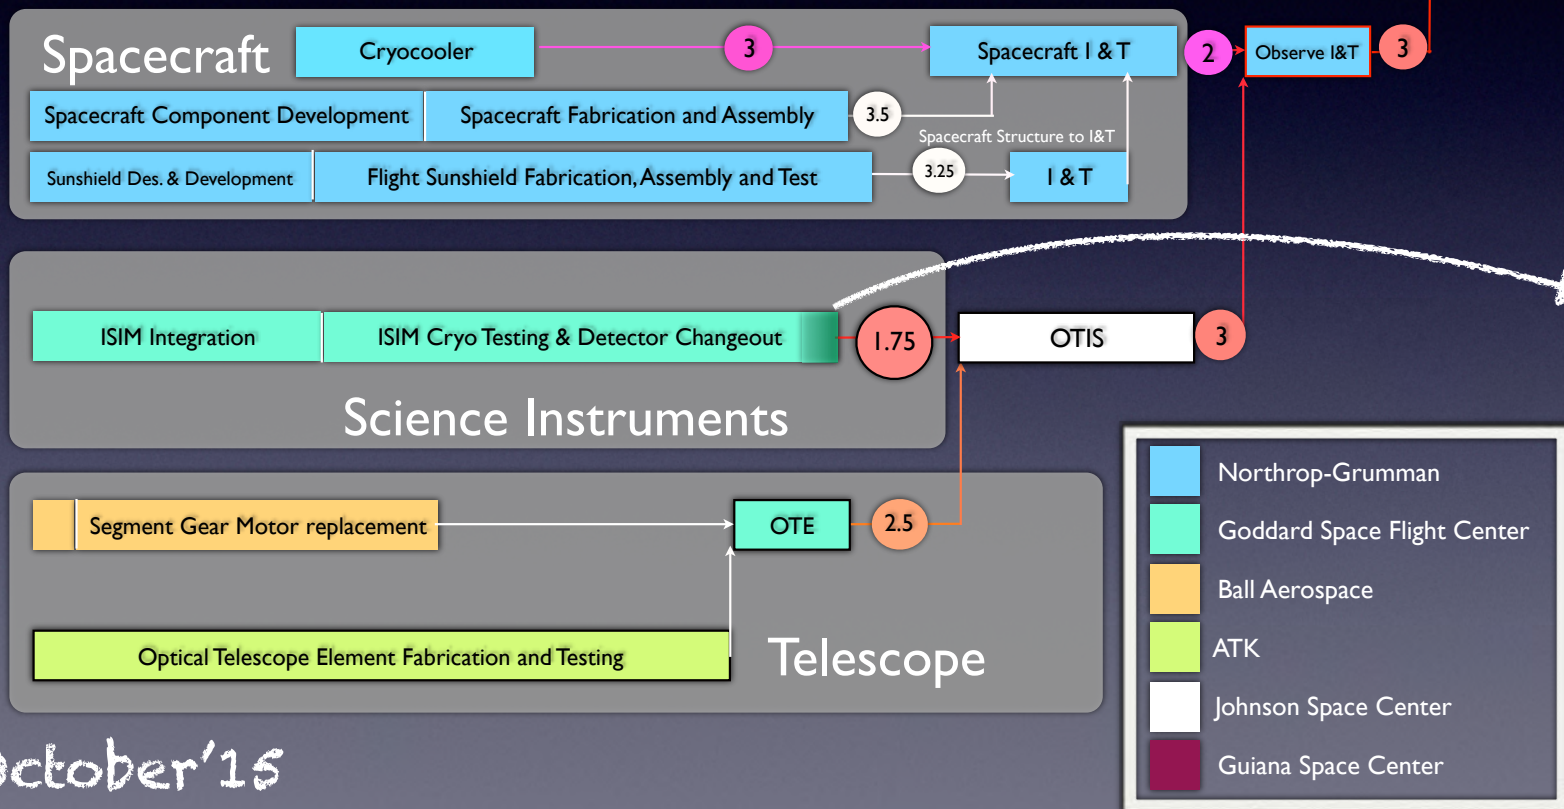 Spacecraft
Cryocooler
3
Spacecraft I & T
2
Observe I&T
3
Spacecraft Component Development
Spacecraft Fabrication and Assembly
3.5
Spacecraft Structure to I&T
Sunshield Des. & Development
Flight Sunshield Fabrication, Assembly and Test
3.25
I & T
ISIM Integration
ISIM Cryo Testing & Detector Changeout
1.75
OTIS
3
Science Instruments
Segment Gear Motor replacement
OTE
2.5
Optical Telescope Element Fabrication and Testing
Telescope
Northrop-Grumman
Goddard Space Flight Center
Ball Aerospace
ATK
Johnson Space Center
Guiana Space Center
October'15